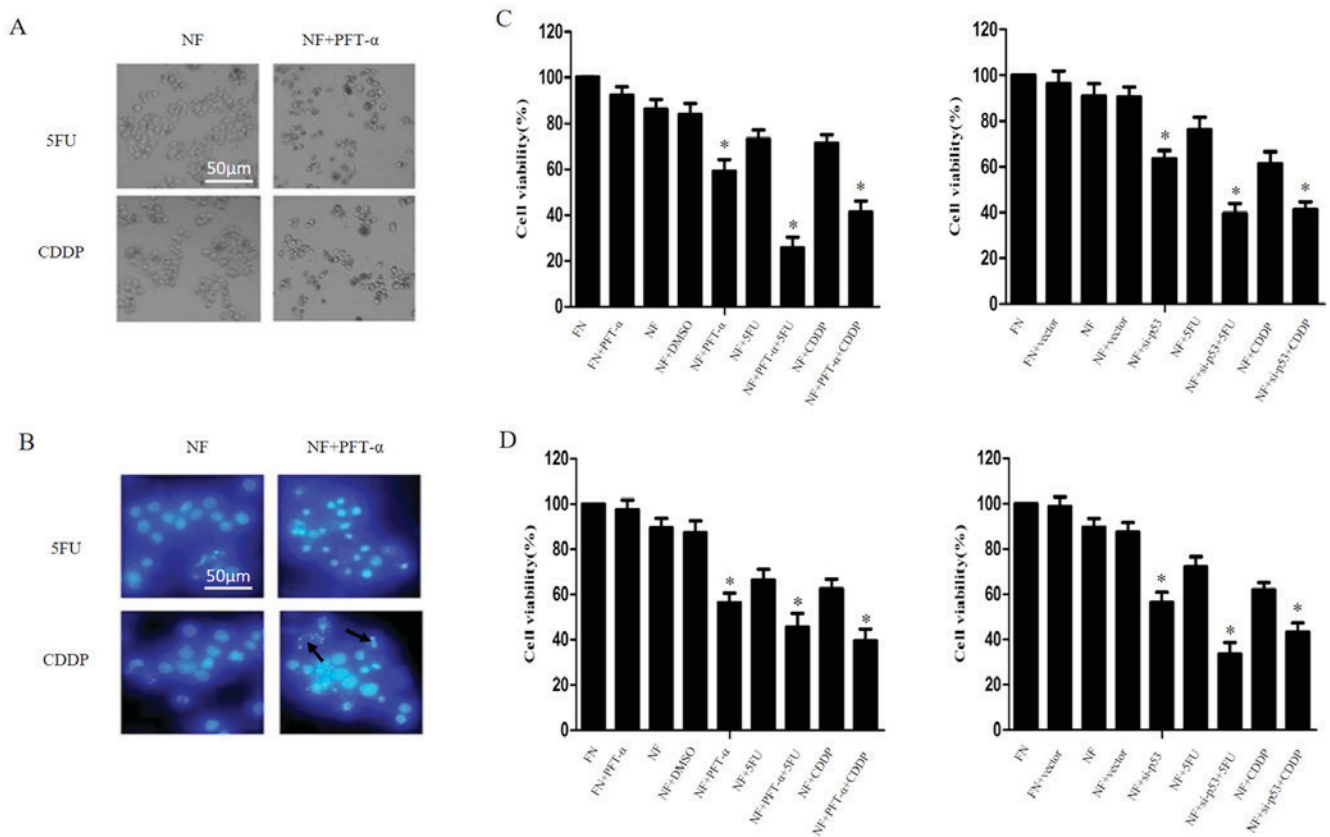 A
NF
NF+PFT-α
5FU
50μm
CDDP
B
NF
NF+PFT-α
5FU
50μm
CDDP
C
Cell viability(%)
120
100
80
60
40
20
0
*
*
*
FN
FN+PFT-α
NF
NF+DMSO
NF+PFT-α
NF+5FU
NF+PFT-α+5FU
NF+CDDP
NF+PFT-α+CDDP
Cell viability(%)
120
100
80
60
40
20
0
*
*
*
FN
FN+vector
NF
NF+vector
NF+si-p53
NF+5FU
NF+si-p53+5FU
NF+CDDP
NF+si-p53+CDDP
D
Cell viability(%)
120
100
80
60
40
20
0
*
*
*
FN
FN+PFT-α
NF
NF+DMSO
NF+PFT-α
NF+5FU
NF+PFT-α+5FU
NF+CDDP
NF+PFT-α+CDDP
Cell viability(%)
120
100
80
60
40
20
0
*
*
*
FN
FN+vector
NF
NF+vector
NF+si-p53
NF+5FU
NF+si-p53+5FU
NF+CDDP
NF+si-p53+CDDP